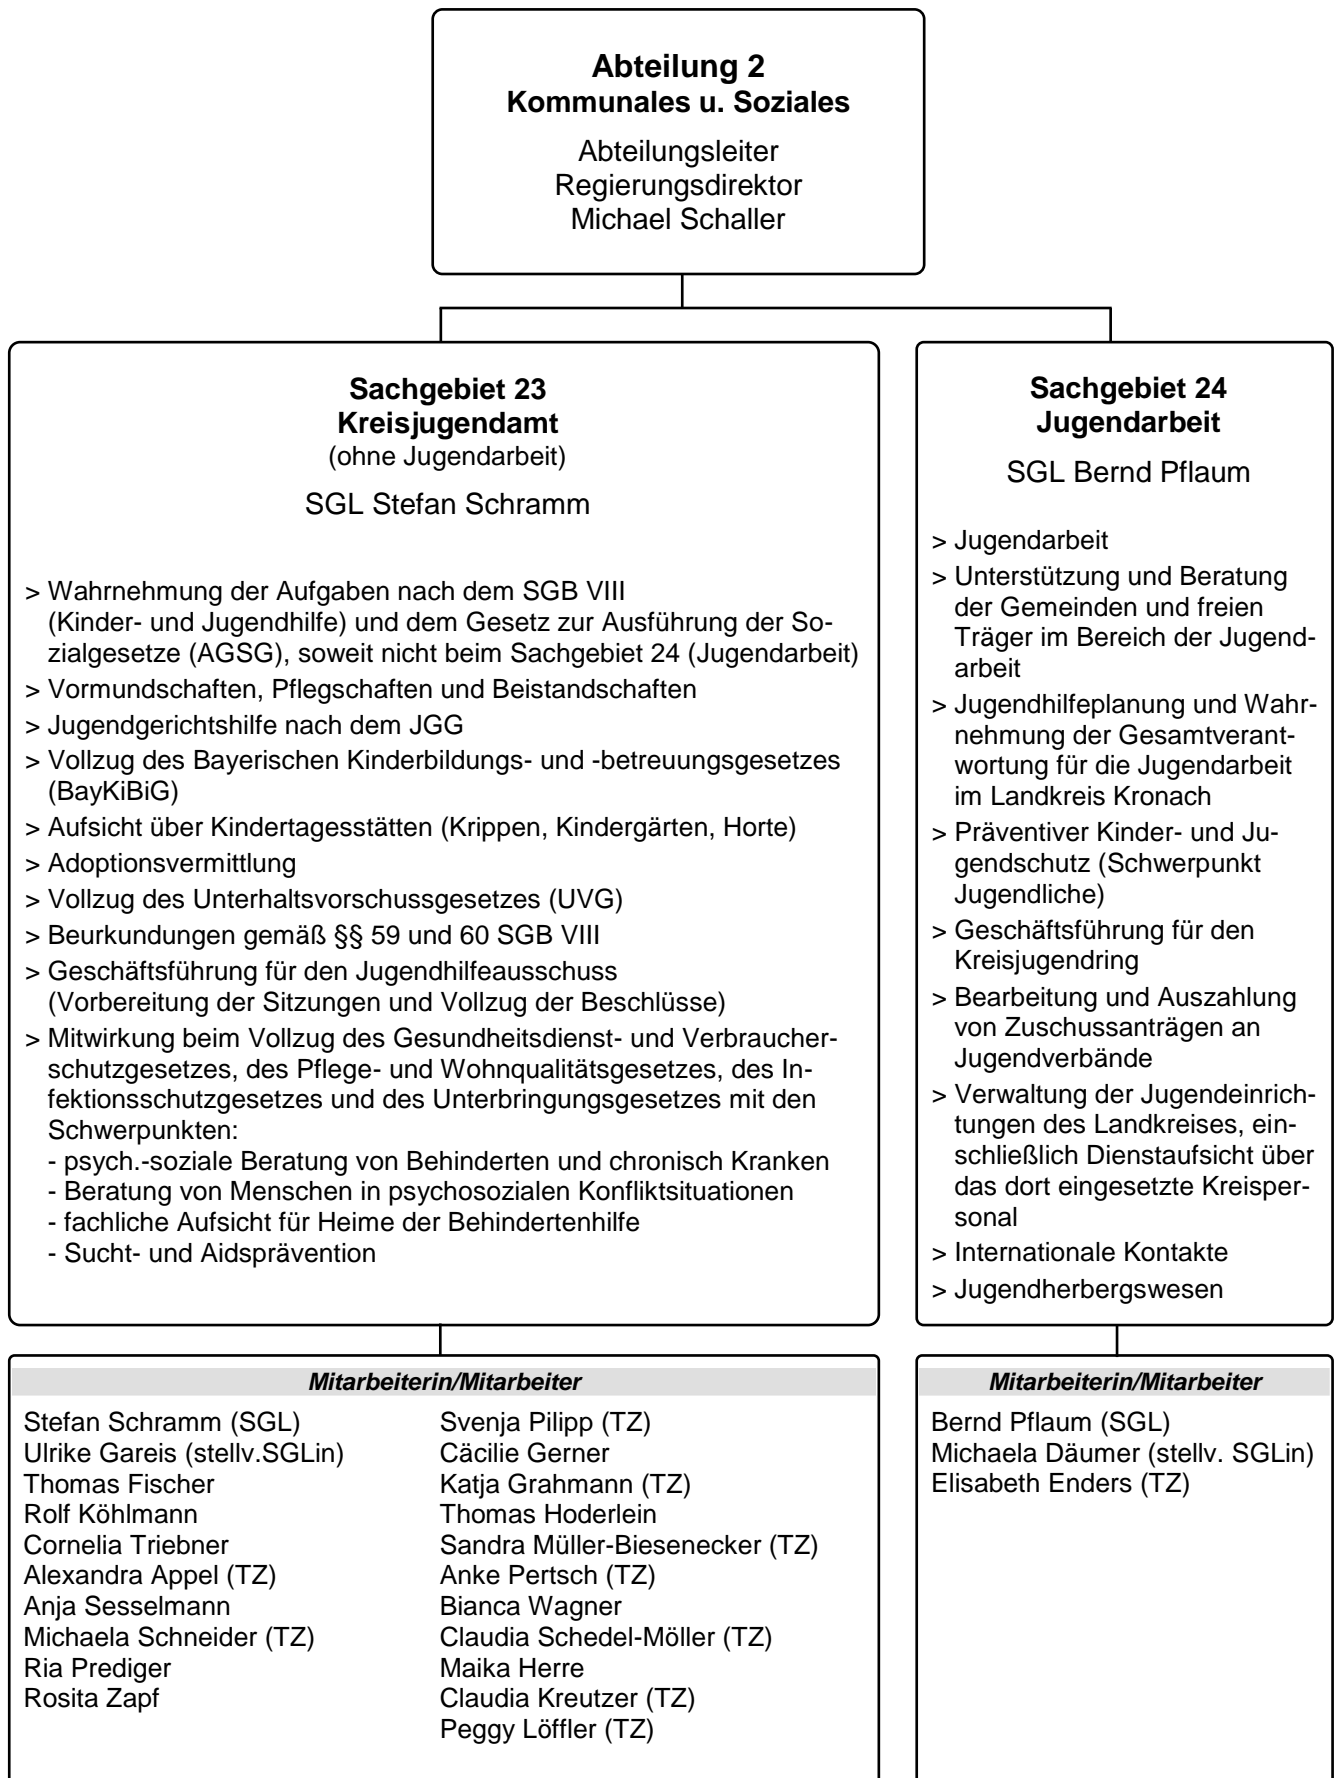 Abteilung 2
Kommunales u. Soziales
Abteilungsleiter
Regierungsdirektor
Michael Schaller
Sachgebiet 23
Kreisjugendamt
(ohne Jugendarbeit)
SGL Stefan Schramm
> Wahrnehmung der Aufgaben nach dem SGB VIII
(Kinder- und Jugendhilfe) und dem Gesetz zur Ausführung der So-
zialgesetze (AGSG), soweit nicht beim Sachgebiet 24 (Jugendarbeit)
> Vormundschaften, Pflegschaften und Beistandschaften
> Jugendgerichtshilfe nach dem JGG
> Vollzug des Bayerischen Kinderbildungs- und -betreuungsgesetzes
(BayKiBiG)
> Aufsicht über Kindertagesstätten (Krippen, Kindergärten, Horte)
> Adoptionsvermittlung
> Vollzug des Unterhaltsvorschussgesetzes (UVG)
> Beurkundungen gemäß §§ 59 und 60 SGB VIII
> Geschäftsführung für den Jugendhilfeausschuss
(Vorbereitung der Sitzungen und Vollzug der Beschlüsse)
> Mitwirkung beim Vollzug des Gesundheitsdienst- und Verbraucher-
schutzgesetzes, des Pflege- und Wohnqualitätsgesetzes, des In-
fektionsschutzgesetzes und des Unterbringungsgesetzes mit den
Schwerpunkten:
- psych.-soziale Beratung von Behinderten und chronisch Kranken
- Beratung von Menschen in psychosozialen Konfliktsituationen
- fachliche Aufsicht für Heime der Behindertenhilfe
- Sucht- und Aidsprävention
Sachgebiet 24
Jugendarbeit
SGL Bernd Pflaum
> Jugendarbeit
> Unterstützung und Beratung
der Gemeinden und freien
Träger im Bereich der Jugend-
arbeit
> Jugendhilfeplanung und Wahr-
nehmung der Gesamtverant-
wortung für die Jugendarbeit
im Landkreis Kronach
> Präventiver Kinder- und Ju-
gendschutz (Schwerpunkt
Jugendliche)
> Geschäftsführung für den
Kreisjugendring
> Bearbeitung und Auszahlung
von Zuschussanträgen an
Jugendverbände
> Verwaltung der Jugendeinrich-
tungen des Landkreises, ein-
schließlich Dienstaufsicht über
das dort eingesetzte Kreisper-
sonal
> Internationale Kontakte
> Jugendherbergswesen
Mitarbeiterin/Mitarbeiter
Stefan Schramm (SGL)
Ulrike Gareis (stellv.SGLin)
Thomas Fischer
Rolf Köhlmann
Cornelia Triebner
Alexandra Appel (TZ)
Anja Sesselmann
Michaela Schneider (TZ)
Ria Prediger
Rosita Zapf
Svenja Pilipp (TZ)
Cäcilie Gerner
Katja Grahmann (TZ)
Thomas Hoderlein
Sandra Müller-Biesenecker (TZ)
Anke Pertsch (TZ)
Bianca Wagner
Claudia Schedel-Möller (TZ)
Maika Herre
Claudia Kreutzer (TZ)
Peggy Löffler (TZ)
Mitarbeiterin/Mitarbeiter
Bernd Pflaum (SGL)
Michaela Däumer (stellv. SGLin)
Elisabeth Enders (TZ)